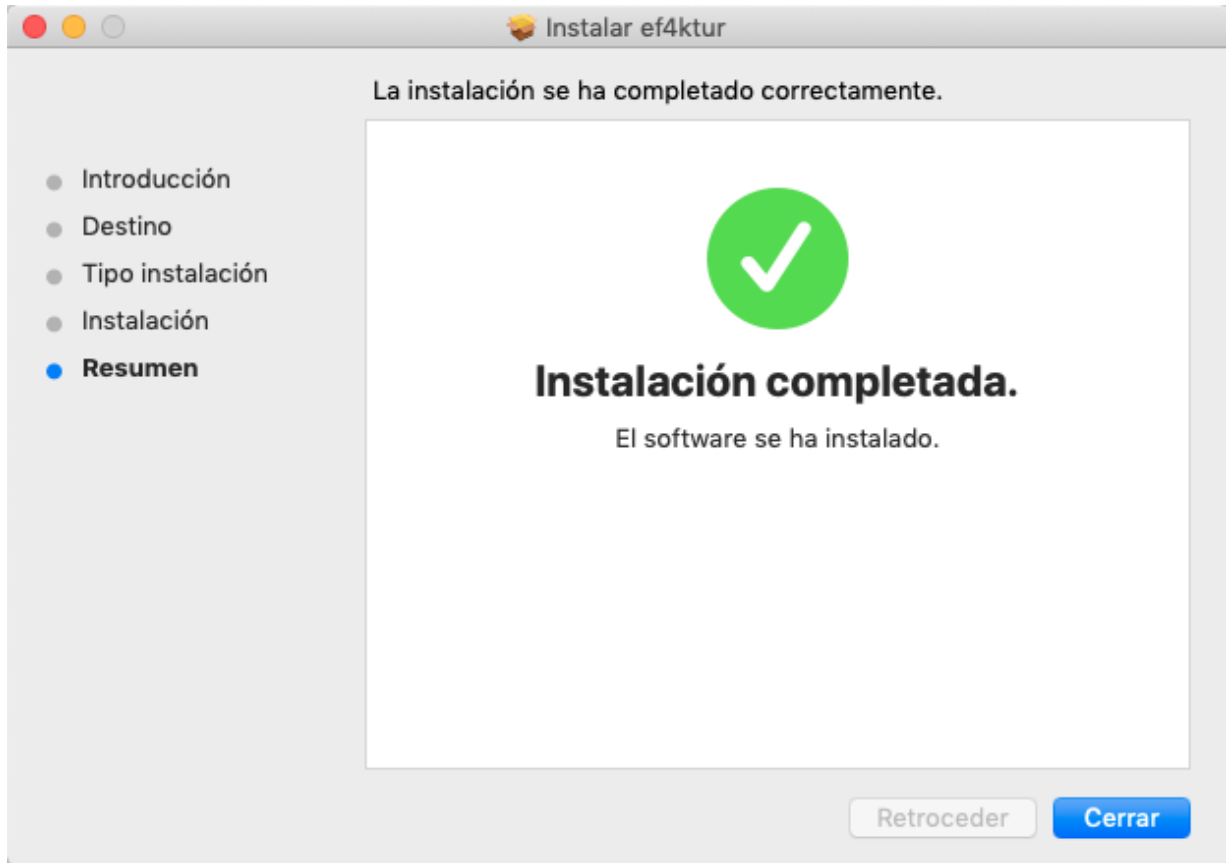 Instalar ef4ktur
La instalación se ha completado correctamente.
Introducción
Destino
Tipo instalación
Instalación
Resumen
Instalación completada.
El software se ha instalado.
Retroceder
Cerrar